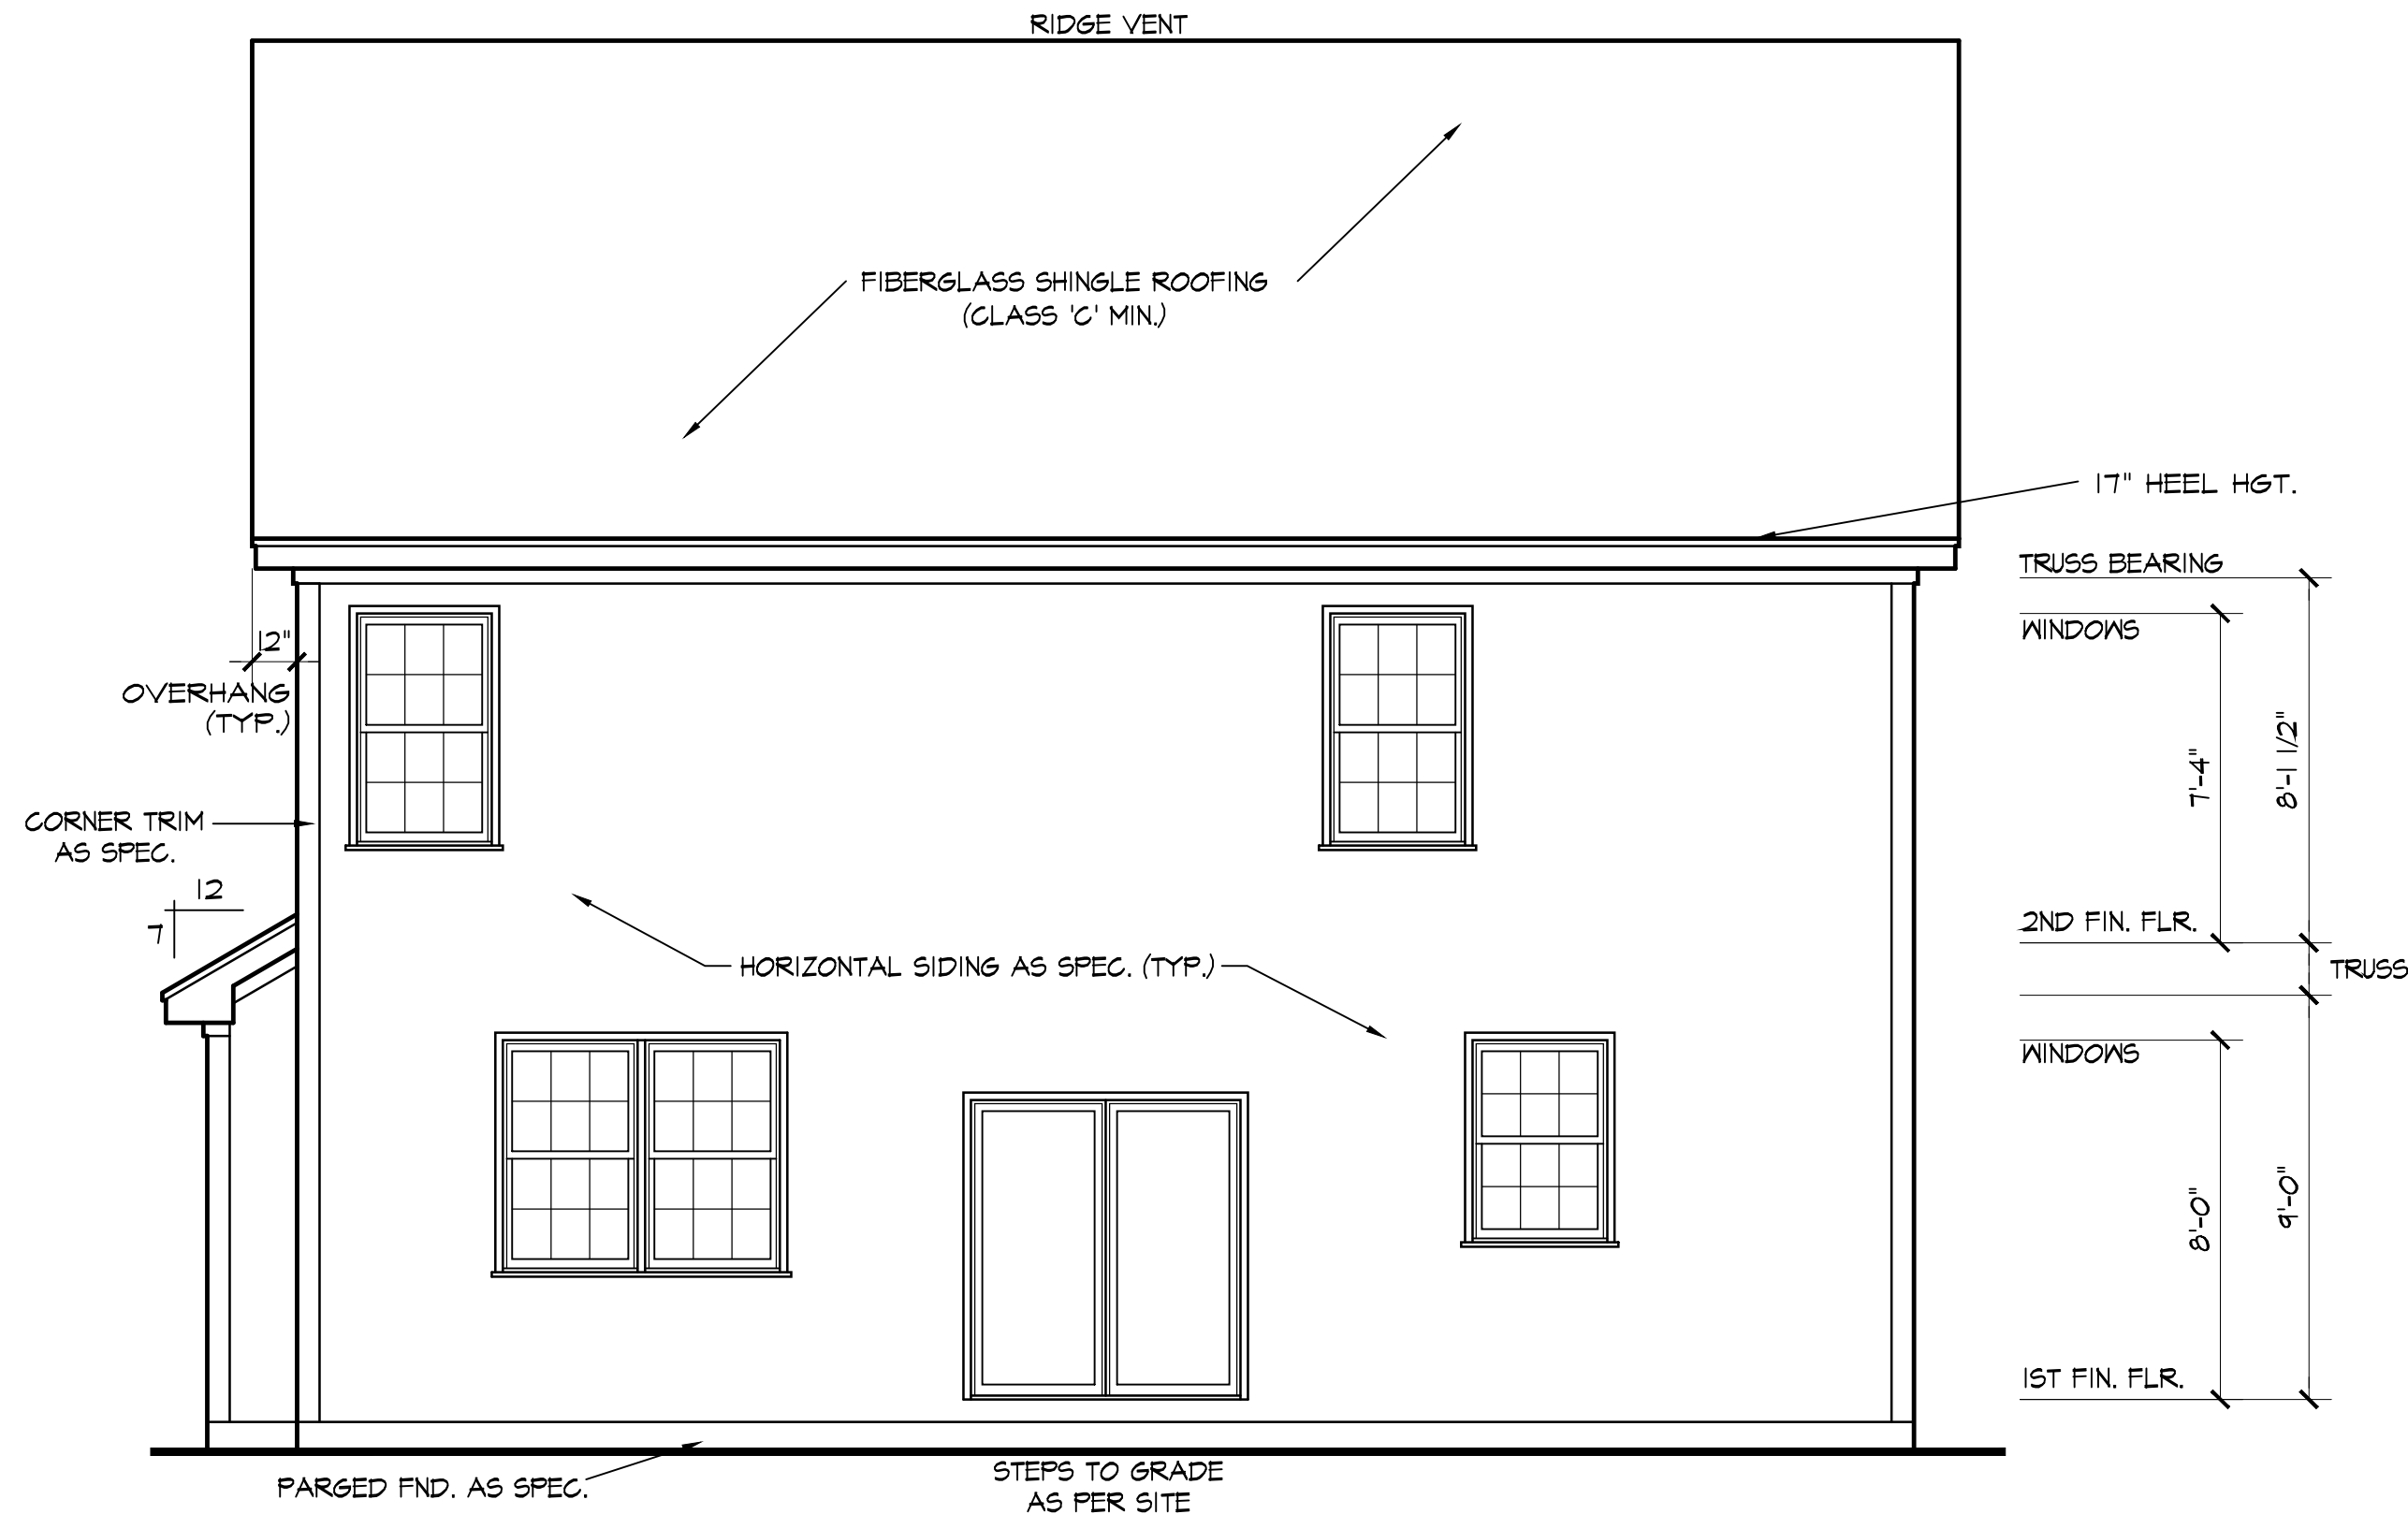 RIDGE VENT
FIBERGLASS SHINGLE ROOFING
(CLASS 'C' MIN.)
17" HEEL HGT.
TRUSS BEARING
WINDOWS
12"
OVERHANG
(TYP.)
7'-4"
8'-1 1/2"
CORNER TRIM
AS SPEC.
12
7
2ND FIN. FLR.
HORIZONTAL SIDING AS SPEC. (TYP.)
TRUSS
WINDOWS
8'-0"
9'-0"
1ST FIN. FLR.
PARGED FND. AS SPEC.
STEPS TO GRADE
AS PER SITE